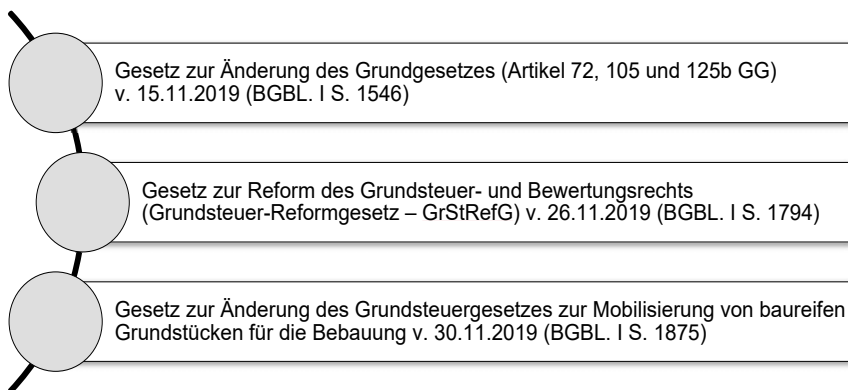 Gesetz zur Änderung des Grundgesetzes (Artikel 72, 105 und 125b GG)
v. 15.11.2019 (BGBL. I S. 1546)
Gesetz zur Reform des Grundsteuer- und Bewertungsrechts
(Grundsteuer-Reformgesetz – GrStRefG) v. 26.11.2019 (BGBL. I S. 1794)
Gesetz zur Änderung des Grundsteuergesetzes zur Mobilisierung von baureifen
Grundstücken für die Bebauung v. 30.11.2019 (BGBL. I S. 1875)